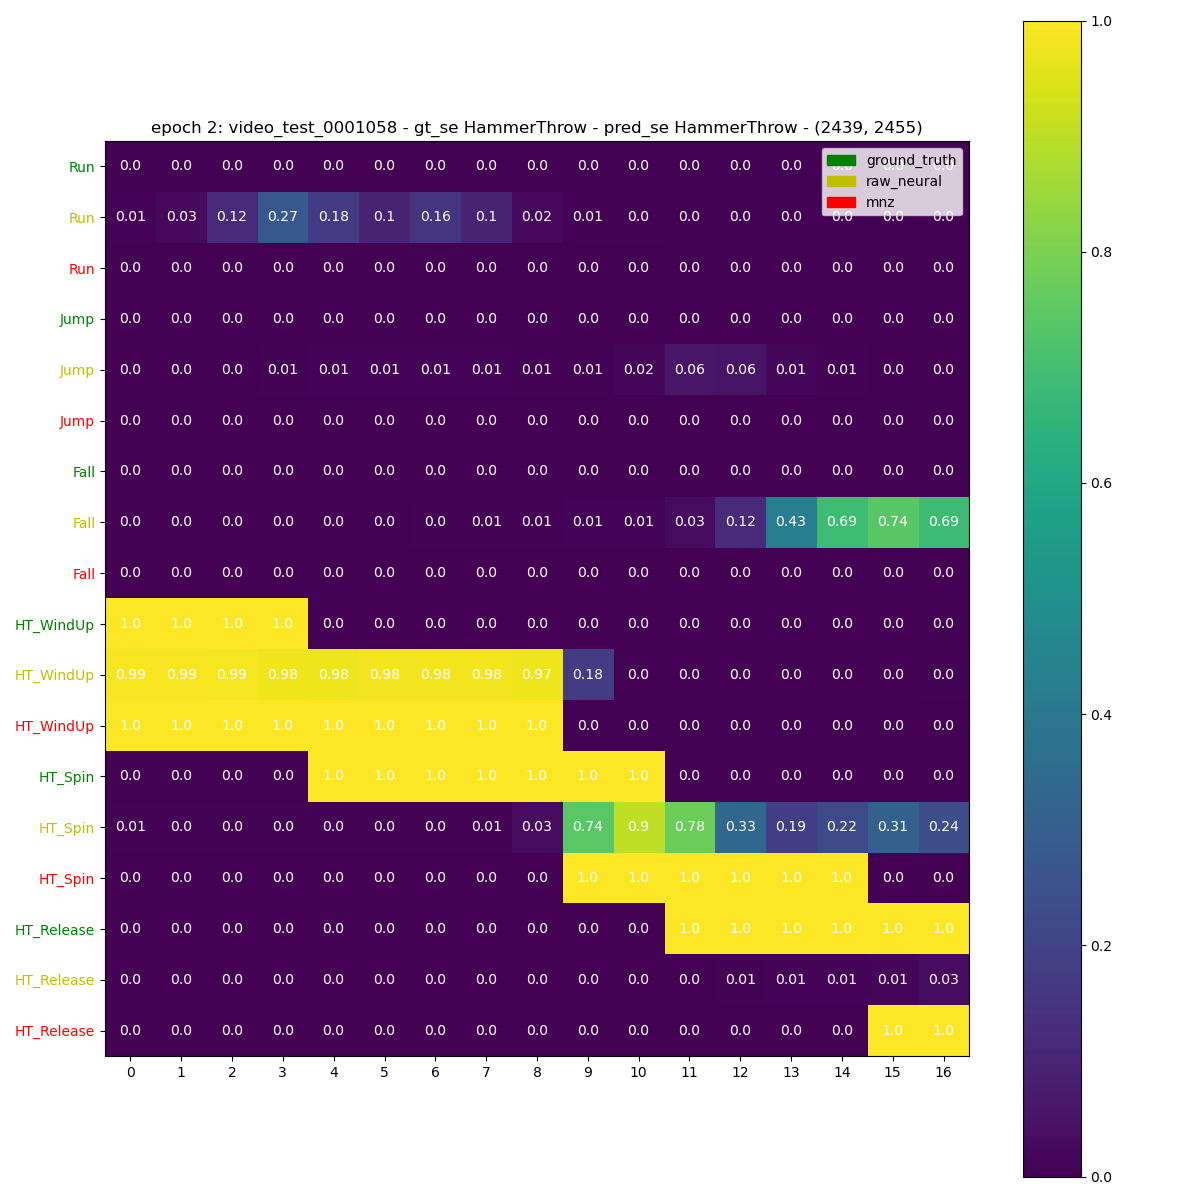 epoch 2: video_test_0001058 - gt_se HammerThrow - pred_se HammerThrow - (2439, 2455)
ground_truth
raw_neural
mnz
Run 0.0 0.0 0.0 0.0 0.0 0.0 0.0 0.0 0.0 0.0 0.0 0.0 0.0 0.0 0.0 0.0 0.0
Run 0.01 0.03 0.12 0.27 0.18 0.1 0.16 0.1 0.02 0.01 0.0 0.0 0.0 0.0 0.0 0.0 0.0
Run 0.0 0.0 0.0 0.0 0.0 0.0 0.0 0.0 0.0 0.0 0.0 0.0 0.0 0.0 0.0 0.0 0.0
Jump 0.0 0.0 0.0 0.0 0.0 0.0 0.0 0.0 0.0 0.0 0.0 0.0 0.0 0.0 0.0 0.0 0.0
Jump 0.0 0.0 0.0 0.01 0.01 0.01 0.01 0.01 0.01 0.01 0.02 0.06 0.06 0.01 0.01 0.0 0.0
Jump 0.0 0.0 0.0 0.0 0.0 0.0 0.0 0.0 0.0 0.0 0.0 0.0 0.0 0.0 0.0 0.0 0.0
Fall 0.0 0.0 0.0 0.0 0.0 0.0 0.0 0.0 0.0 0.0 0.0 0.0 0.0 0.0 0.0 0.0 0.0
Fall 0.0 0.0 0.0 0.0 0.0 0.0 0.0 0.01 0.01 0.01 0.01 0.03 0.12 0.43 0.69 0.74 0.69
Fall 0.0 0.0 0.0 0.0 0.0 0.0 0.0 0.0 0.0 0.0 0.0 0.0 0.0 0.0 0.0 0.0 0.0
HT_WindUp 1.0 1.0 1.0 1.0 0.0 0.0 0.0 0.0 0.0 0.0 0.0 0.0 0.0 0.0 0.0 0.0 0.0
HT_WindUp 0.99 0.99 0.99 0.98 0.98 0.98 0.98 0.98 0.97 0.18 0.0 0.0 0.0 0.0 0.0 0.0 0.0
HT_WindUp 1.0 1.0 1.0 1.0 1.0 1.0 1.0 1.0 1.0 0.0 0.0 0.0 0.0 0.0 0.0 0.0 0.0
HT_Spin 0.0 0.0 0.0 0.0 1.0 1.0 1.0 1.0 1.0 1.0 1.0 0.0 0.0 0.0 0.0 0.0 0.0
HT_Spin 0.01 0.0 0.0 0.0 0.0 0.0 0.0 0.01 0.03 0.74 0.9 0.78 0.33 0.19 0.22 0.31 0.24
HT_Spin 0.0 0.0 0.0 0.0 0.0 0.0 0.0 0.0 0.0 1.0 1.0 1.0 1.0 1.0 1.0 0.0 0.0
HT_Release 0.0 0.0 0.0 0.0 0.0 0.0 0.0 0.0 0.0 0.0 0.0 1.0 1.0 1.0 1.0 1.0 1.0
HT_Release 0.0 0.0 0.0 0.0 0.0 0.0 0.0 0.0 0.0 0.0 0.0 0.0 0.01 0.01 0.01 0.01 0.03
HT_Release 0.0 0.0 0.0 0.0 0.0 0.0 0.0 0.0 0.0 0.0 0.0 0.0 0.0 0.0 0.0 1.0 1.0
0 1 2 3 4 5 6 7 8 9 10 11 12 13 14 15 16
1.0
0.8
0.6
0.4
0.2
0.0